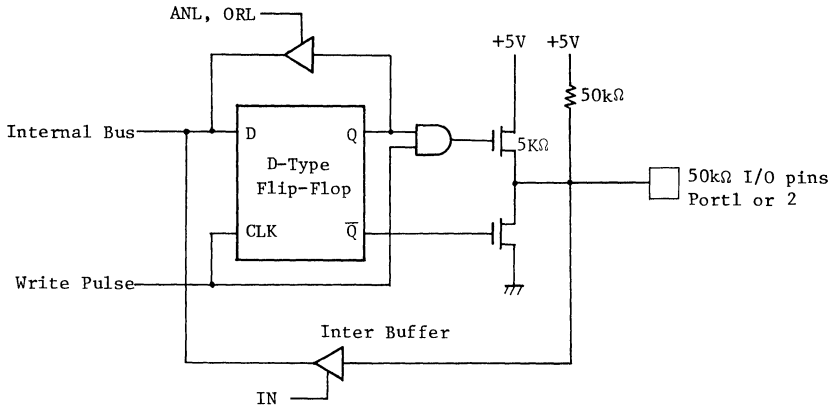 ANL, ORL
+5V +5V
50kΩ
Internal Bus
D Q
5KΩ
D-Type
Flip-Flop
50kΩ I/O pins
Port1 or 2
CLK Q̅
Write Pulse
Inter Buffer
IN